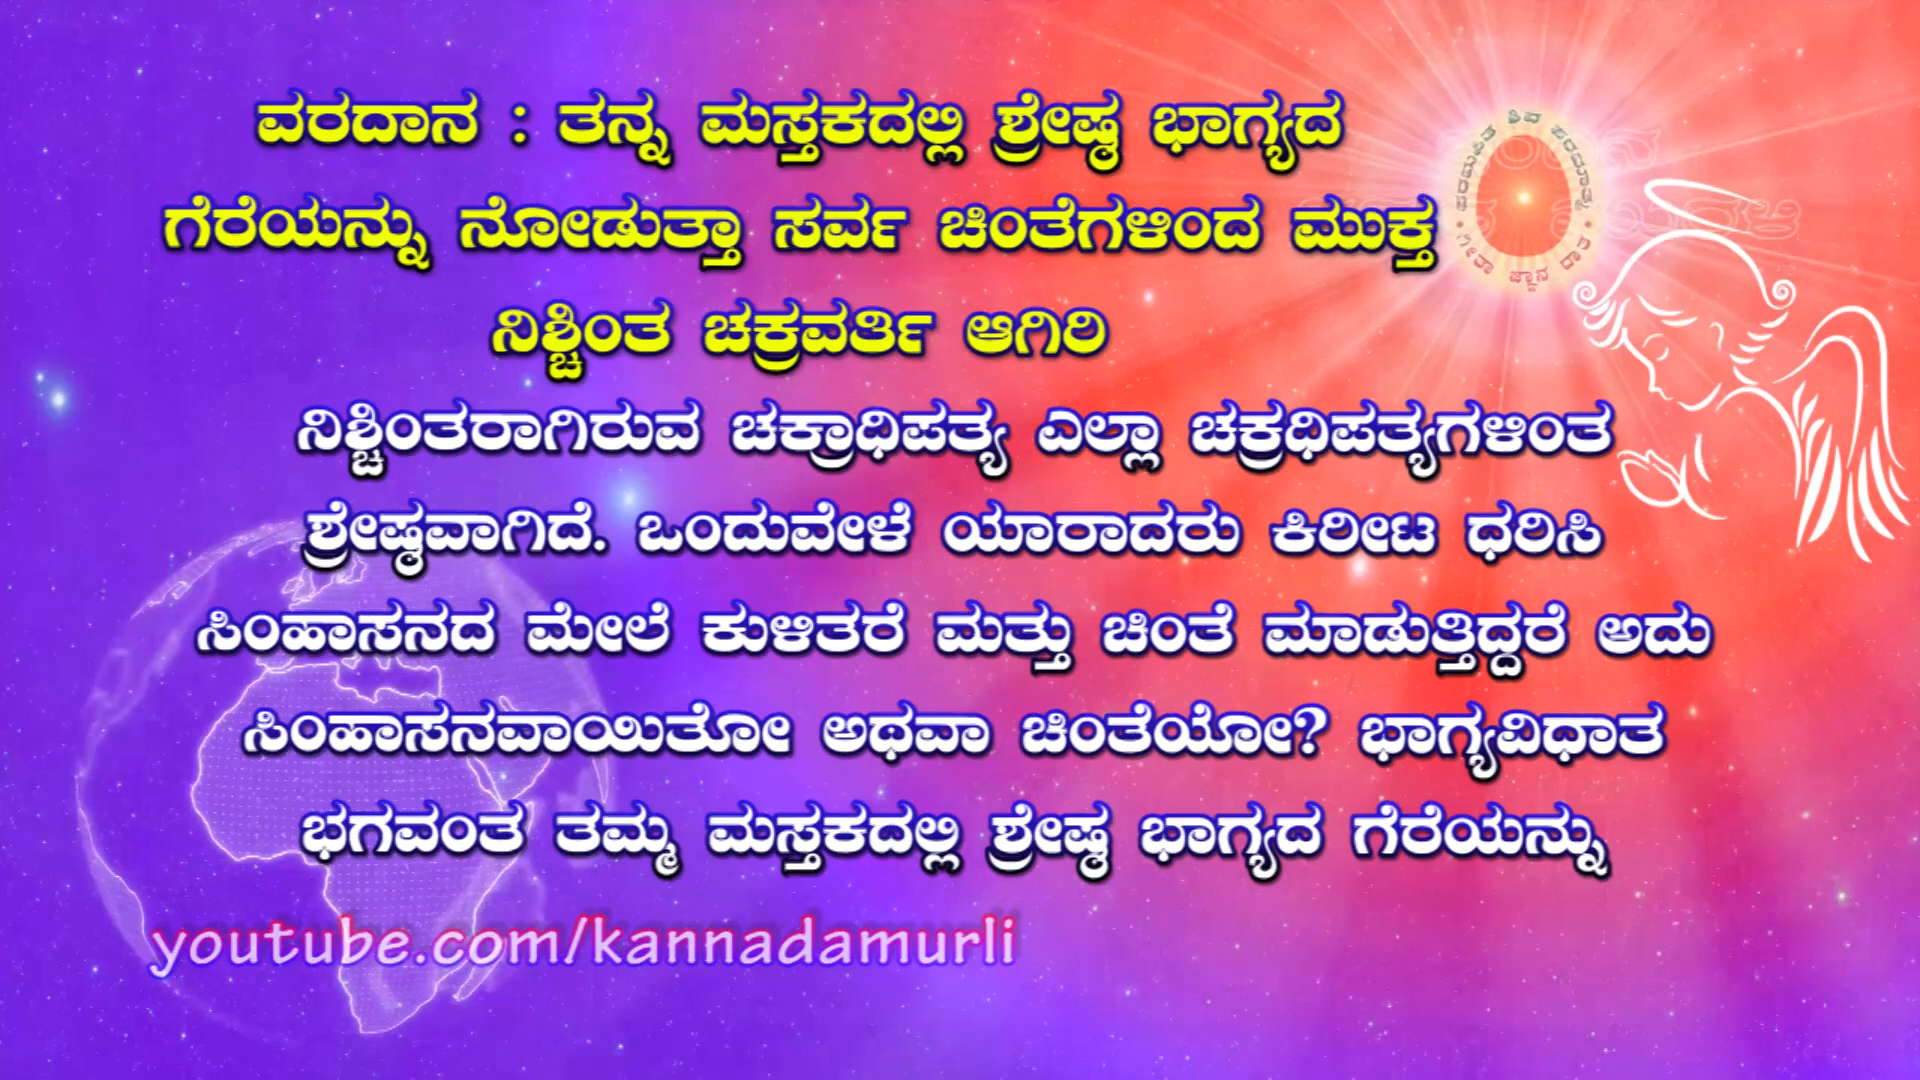 ವರದಾನ : ತನ್ನ ಮಸ್ತಕದಲ್ಲಿ ಶ್ರೇಷ್ಠ ಭಾಗ್ಯದ
ಗೆರೆಯನ್ನು ನೋಡುತ್ತಾ ಸರ್ವ ಚಿಂತೆಗಳಿಂದ ಮುಕ್ತ
ನಿಶ್ಚಿಂತ ಚಕ್ರವರ್ತಿ ಆಗಿರಿ
ನಿಶ್ಚಿಂತರಾಗಿರುವ ಚಕ್ರಾಧಿಪತ್ಯ ಎಲ್ಲಾ ಚಕ್ರಧಿಪತ್ಯಗಳಿಂತ
ಶ್ರೇಷ್ಠವಾಗಿದೆ. ಒಂದುವೇಳೆ ಯಾರಾದರು ಕಿರೀಟ ಧರಿಸಿ
ಸಿಂಹಾಸನದ ಮೇಲೆ ಕುಳಿತರೆ ಮತ್ತು ಚಿಂತೆ ಮಾಡುತ್ತಿದ್ದರೆ ಅದು
ಸಿಂಹಾಸನವಾಯಿತೋ ಅಥವಾ ಚಿಂತೆಯೋ? ಭಾಗ್ಯವಿಧಾತ
ಭಗವಂತ ತಮ್ಮ ಮಸ್ತಕದಲ್ಲಿ ಶ್ರೇಷ್ಠ ಭಾಗ್ಯದ ಗೆರೆಯನ್ನು
youtube.com/kannadamurli
ಶಿವ ಪರಮಾತ್ಮ
ಗೀತಾ ಜ್ಞಾನ ದಾತ